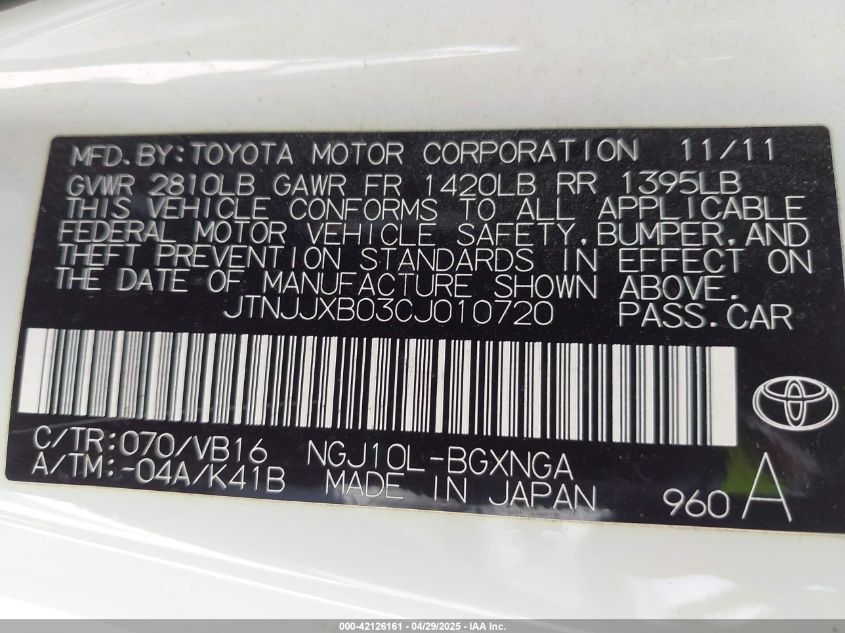 MFD.BY:TOYOTA MOTOR CORPORATION 11/11
GVWR 2810LB GAWR FR 1420LB RR 1395LB
THIS VEHICLE CONFORMS TO ALL APPLICABLE
FEDERAL MOTOR VEHICLE SAFETY,BUMPER,AND
THEFT PREVENTION STANDARDS IN EFFECT ON
THE DATE OF MANUFACTURE SHOWN ABOVE.
JTNJJXB03CJ010720 PASS.CAR
C/TR:070/VB16 NGJ10L-BGXNGA
A/TM:-04A/K41B MADE IN JAPAN 960 A
000-42126161 - 04/29/2025 - IAA Inc.